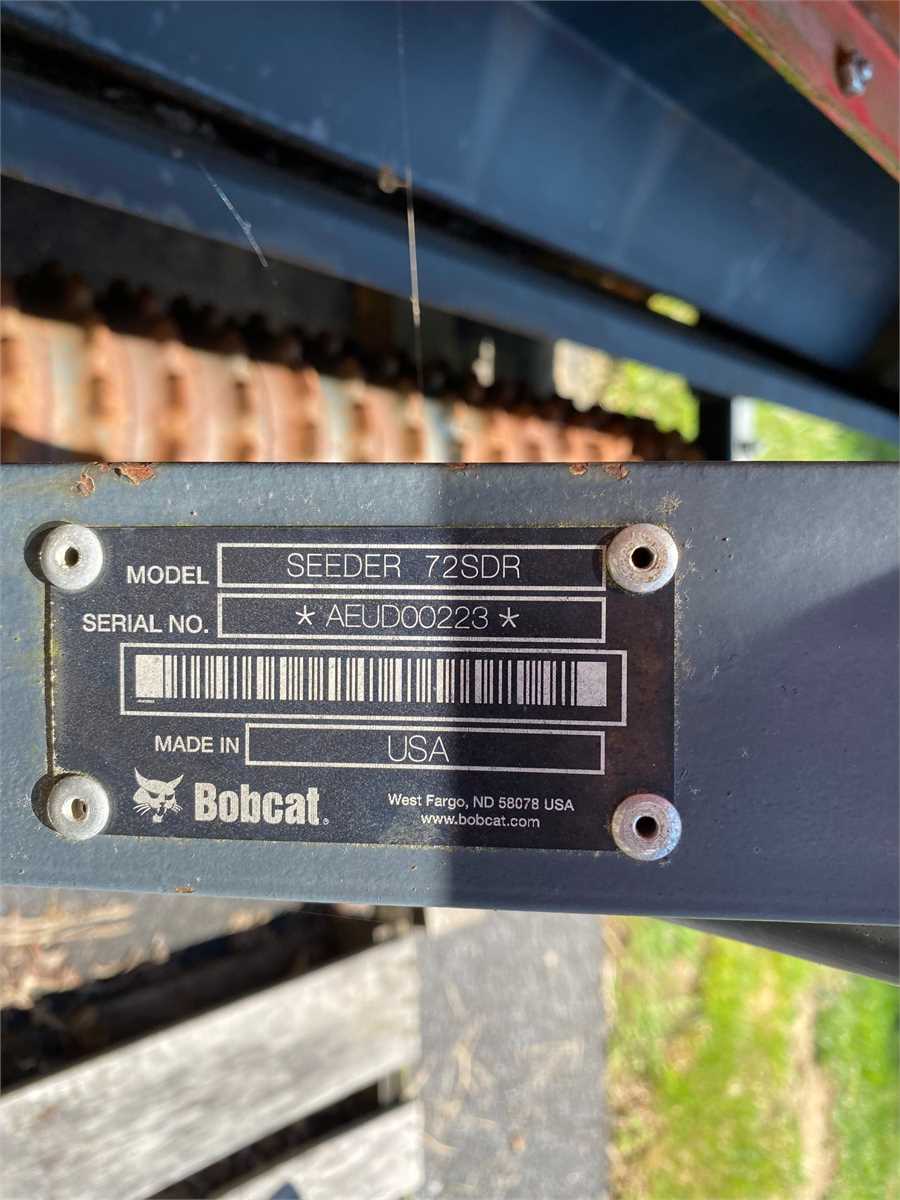 MODEL SEEDER 72SDR
SERIAL NO. * AEUD00223 *
MADE IN USA
Bobcat® West Fargo, ND 58078 USA
www.bobcat.com